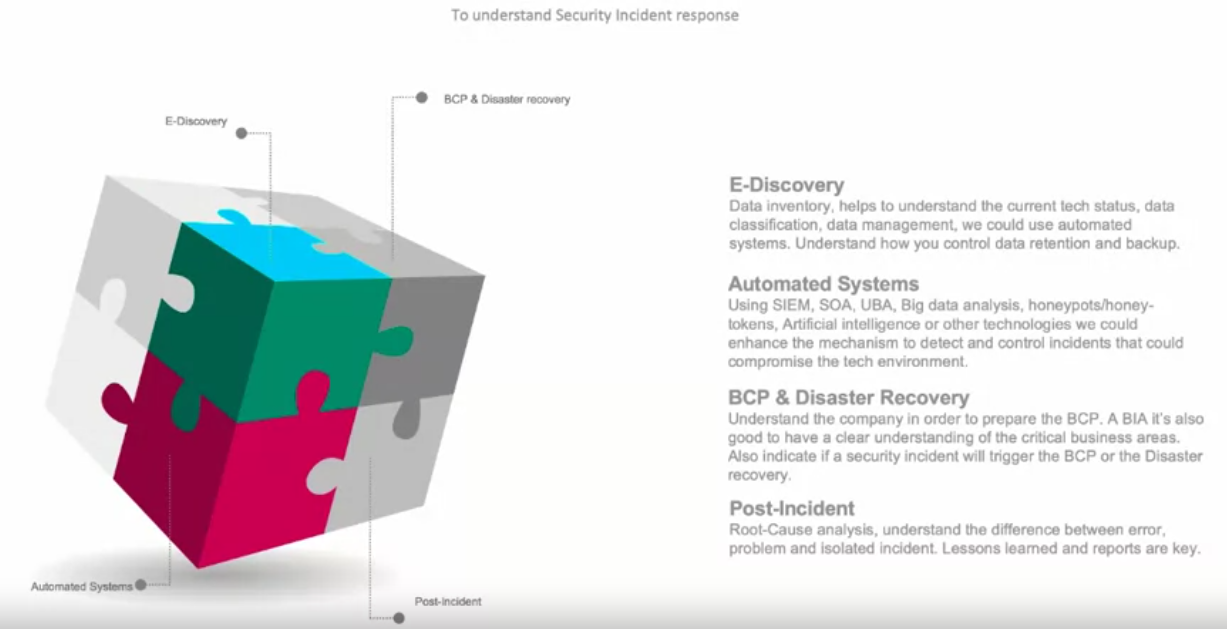 To understand Security Incident response
BCP & Disaster recovery
E-Discovery
E-Discovery
Data inventory, helps to understand the current tech status, data
classification, data management, we could use automated
systems. Understand how you control data retention and backup.
Automated Systems
Using SIEM, SOA, UBA, Big data analysis, honeypots/honey-
tokens, Artificial intelligence or other technologies we could
enhance the mechanism to detect and control incidents that could
compromise the tech environment.
BCP & Disaster Recovery
Understand the company in order to prepare the BCP. A BIA it's also
good to have a clear understanding of the critical business areas.
Also indicate if a security incident will trigger the BCP or the Disaster
recovery.
Post-Incident
Root-Cause analysis, understand the difference between error,
problem and isolated incident. Lessons learned and reports are key.
Automated Systems
Post-Incident